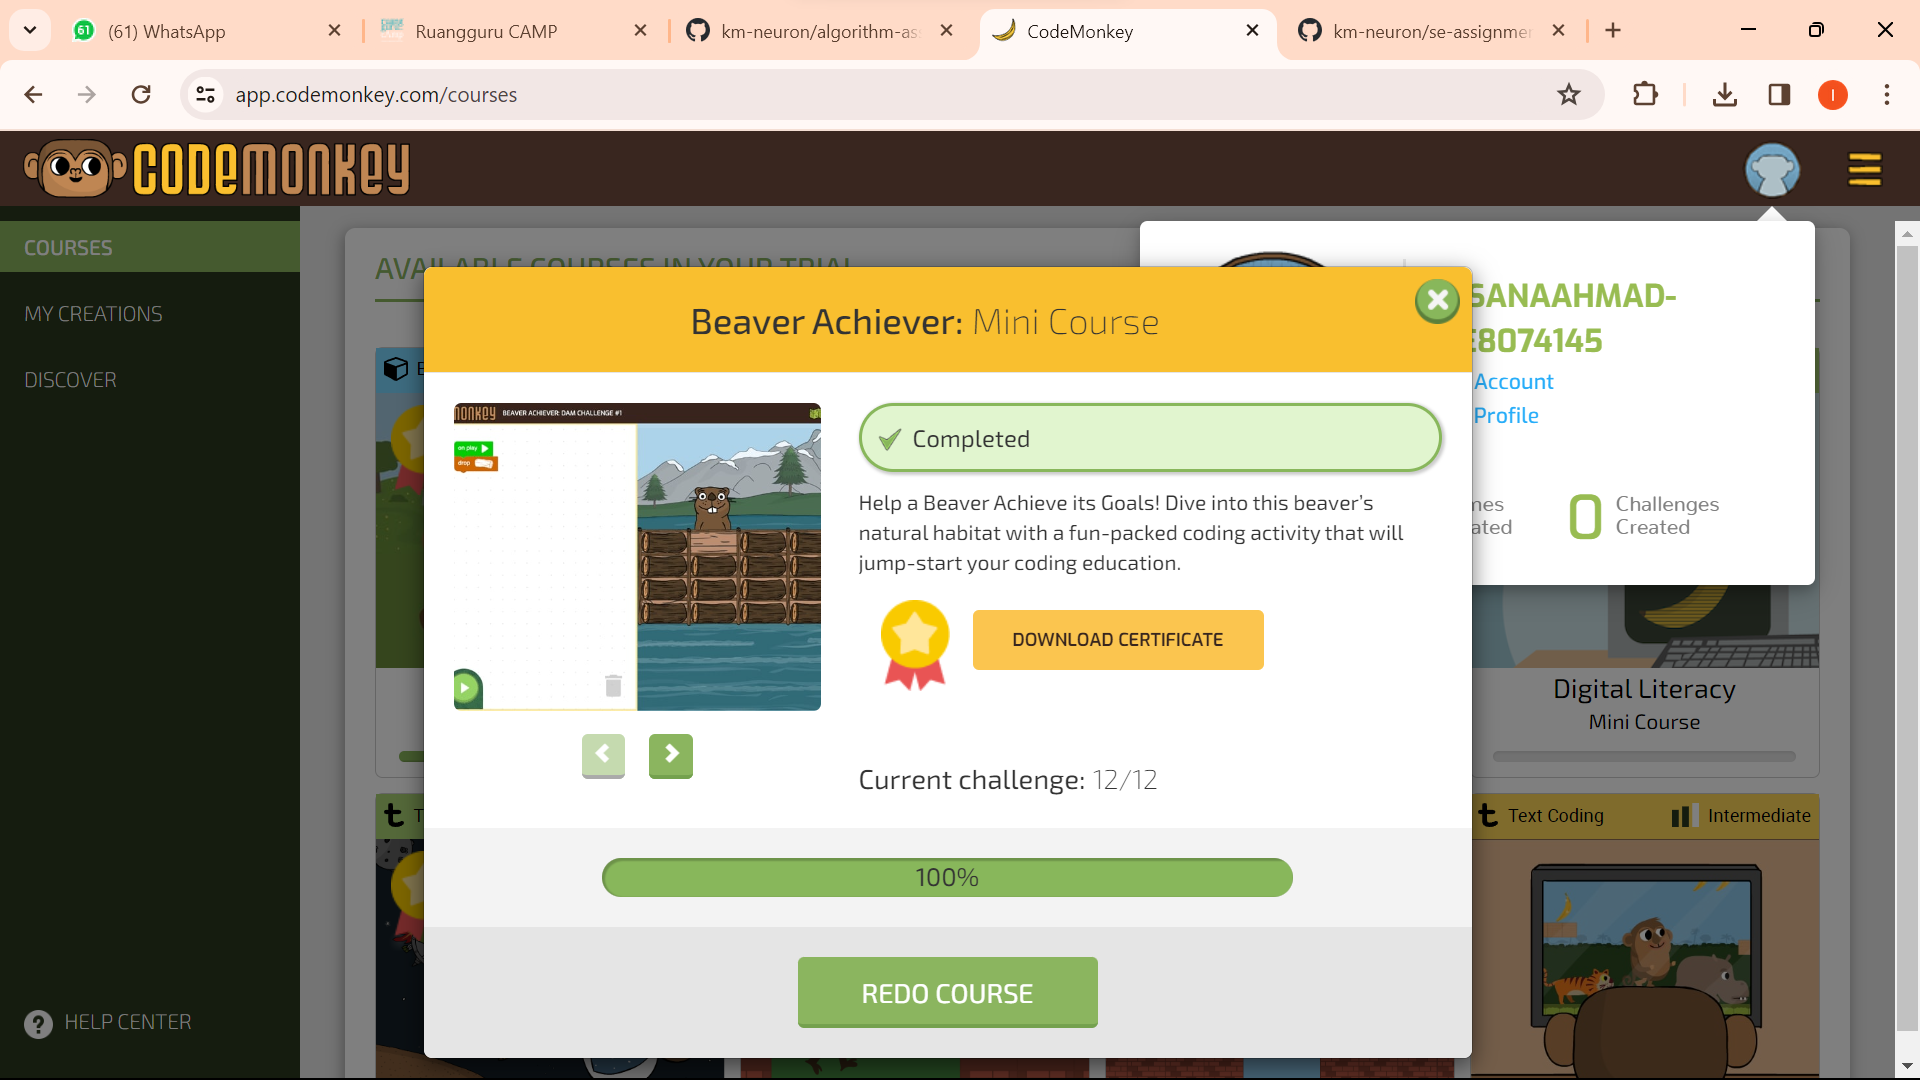 (61) WhatsApp
Ruangguru CAMP
km-neuron/algorithm-as
CodeMonkey
km-neuron/se-assignmen
app.codemonkey.com/courses
I
CODEMONKEY
COURSES
MY CREATIONS
DISCOVER
HELP CENTER
AVAILABLE COURSES IN YOUR TRIAL
SANAAHMAD-
E8074145
Account
Profile
0 Challenges
Created
Beaver Achiever: Mini Course
BEAVER ACHIEVER: DAM CHALLENGE #1
on play
drop
Completed
Help a Beaver Achieve its Goals! Dive into this beaver’s
natural habitat with a fun-packed coding activity that will
jump-start your coding education.
DOWNLOAD CERTIFICATE
Current challenge: 12/12
100%
REDO COURSE
Digital Literacy
Mini Course
Text Coding
Intermediate